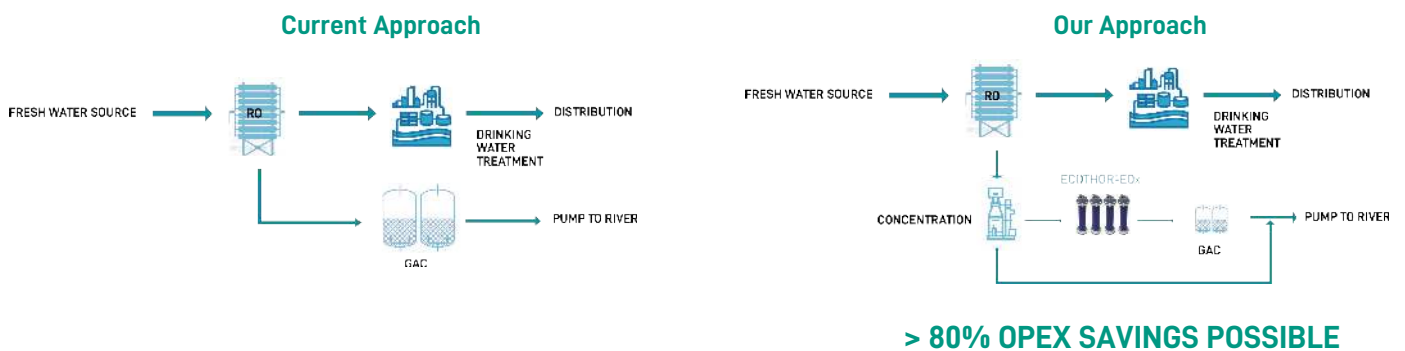 Current Approach
FRESH WATER SOURCE
RO
DISTRIBUTION
DRINKING
WATER
TREATMENT
PUMP TO RIVER
GAC
Our Approach
FRESH WATER SOURCE
RO
DISTRIBUTION
DRINKING
WATER
TREATMENT
ECOTHOR-EOx
CONCENTRATION
PUMP TO RIVER
GAC
> 80% OPEX SAVINGS POSSIBLE